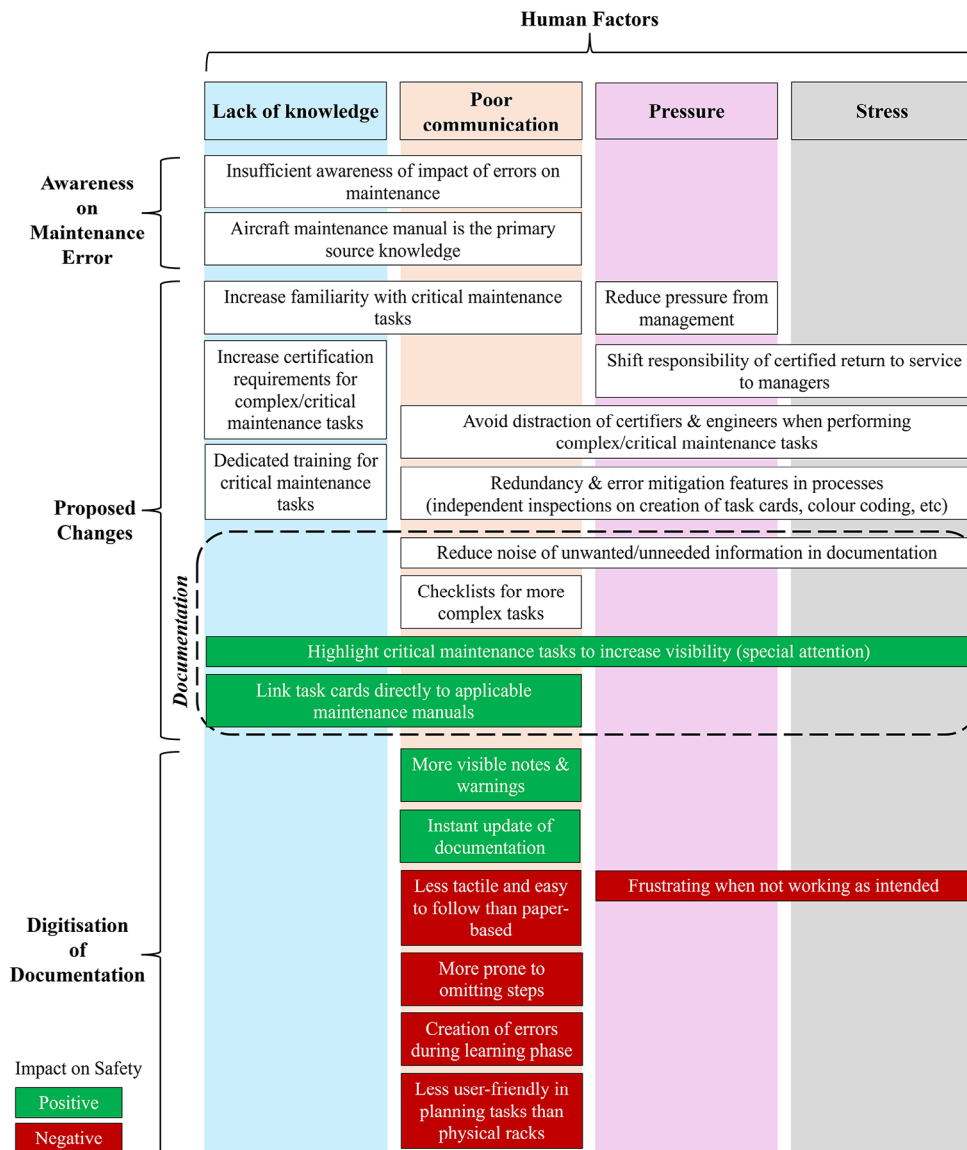 Human Factors
Lack of knowledge
Poor
communication
Pressure
Stress
Awareness
on
Maintenance
Error
Insufficient awareness of impact of errors on
maintenance
Aircraft maintenance manual is the primary
source knowledge
Proposed
Changes
Increase familiarity with critical maintenance
tasks
Reduce pressure from
management
Increase certification
requirements for
complex/critical
maintenance tasks
Shift responsibility of certified return to service
to managers
Avoid distraction of certifiers & engineers when performing
complex/critical maintenance tasks
Dedicated training for
critical maintenance
tasks
Redundancy & error mitigation features in processes
(independent inspections on creation of task cards, colour coding, etc)
Documentation
Reduce noise of unwanted/unneeded information in documentation
Checklists for more
complex tasks
Highlight critical maintenance tasks to increase visibility (special attention)
Link task cards directly to applicable
maintenance manuals
Digitisation
of
Documentation
More visible notes &
warnings
Instant update of
documentation
Less tactile and easy
to follow than paper-
based
Frustrating when not working as intended
More prone to
omitting steps
Creation of errors
during learning phase
Less user-friendly in
planning tasks than
physical racks
Impact on Safety
Positive
Negative